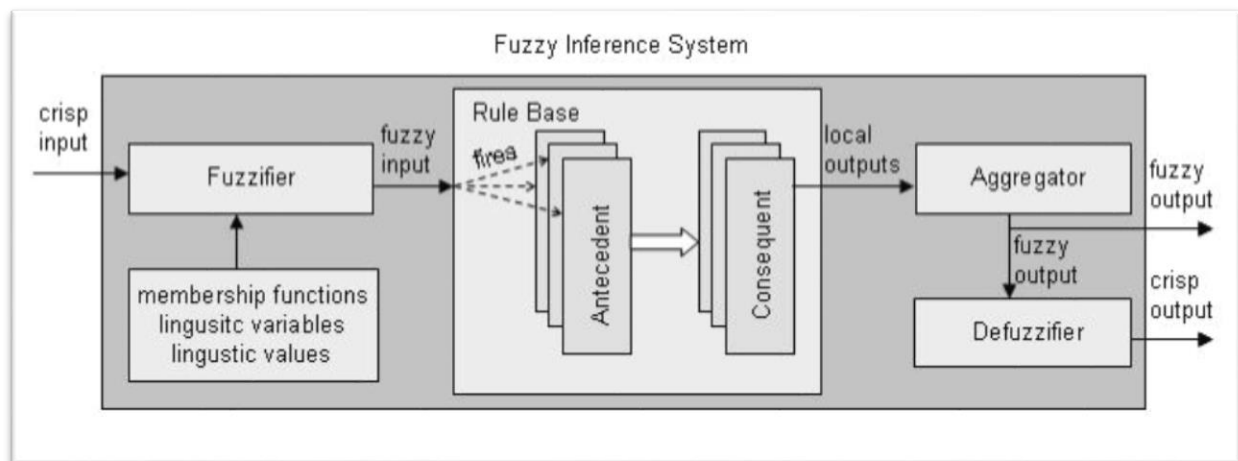 Fuzzy Inference System
crisp
input
Fuzzifier
membership functions
lingusitc variables
lingustic values
fuzzy
input
Rule Base
fires
Antecedent
Consequent
local
outputs
Aggregator
fuzzy
output
fuzzy
output
Defuzzifier
crisp
output